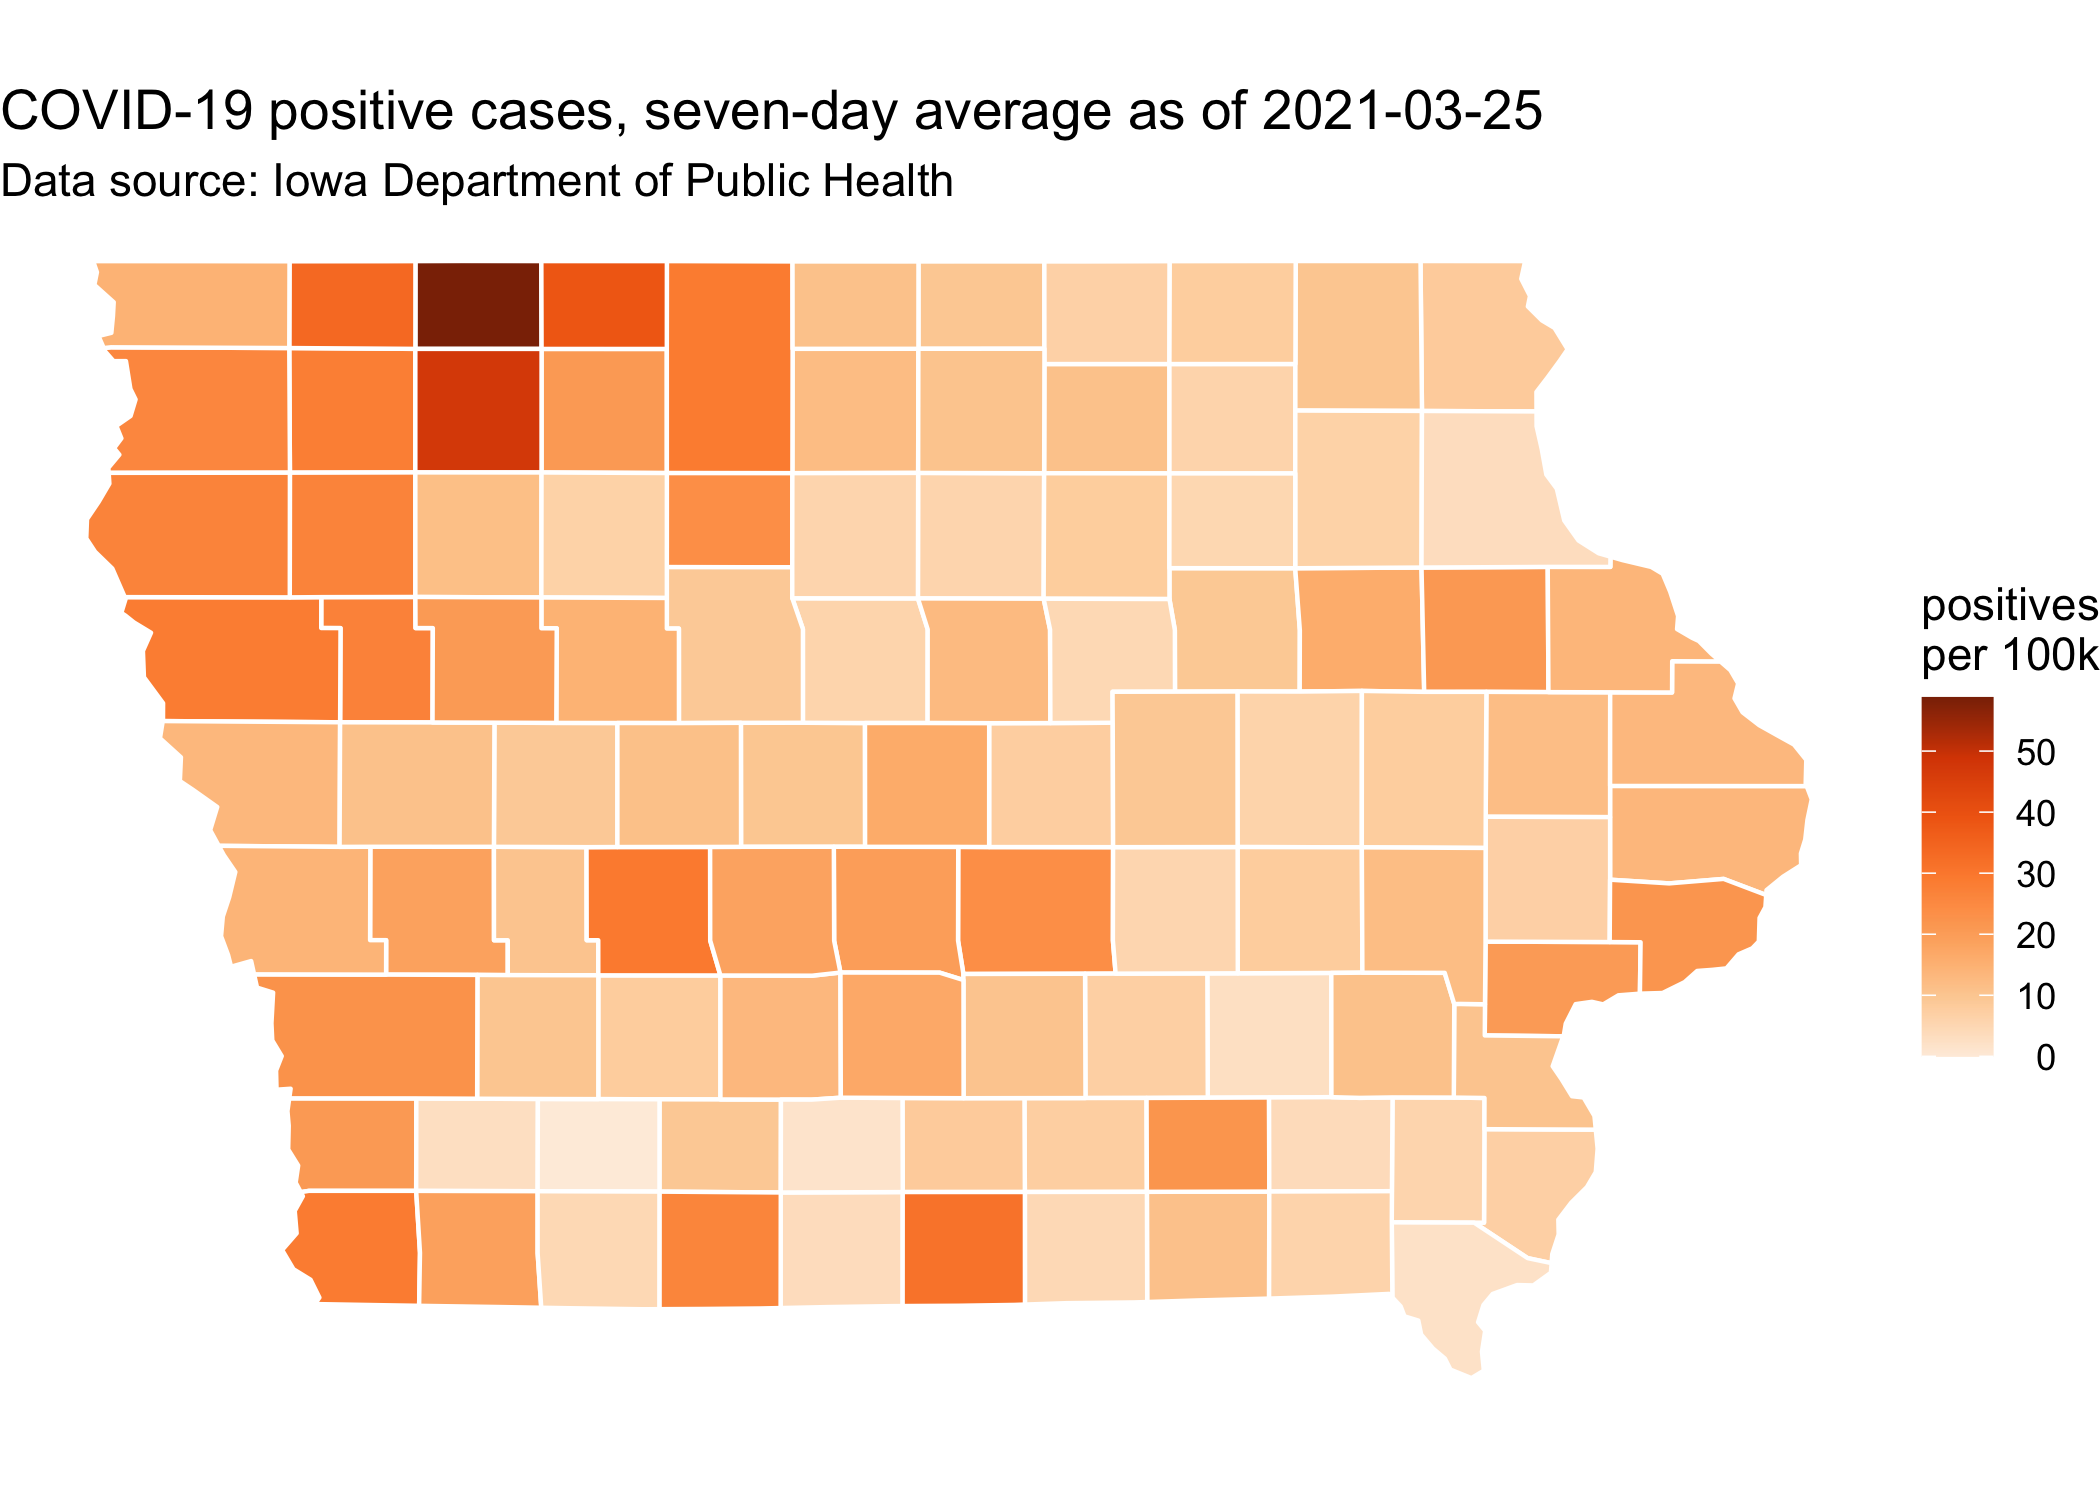 COVID-19 positive cases, seven-day average as of 2021-03-25
Data source: Iowa Department of Public Health
positives
per 100k
50
40
30
20
10
0